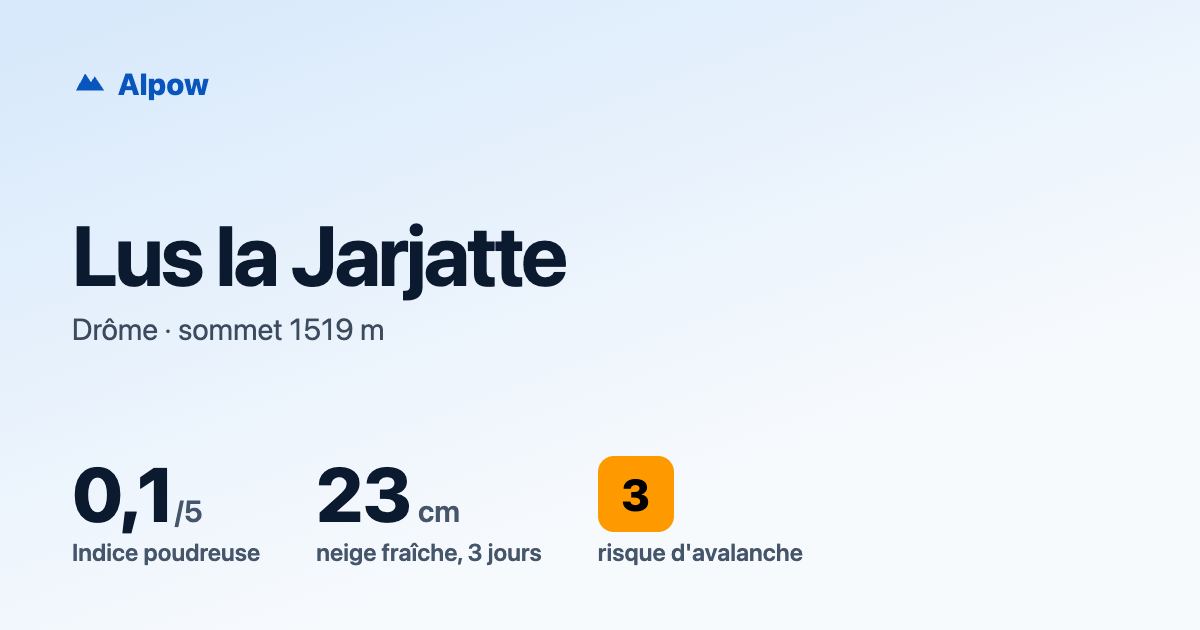 Alpow
Lus la Jarjatte
Drôme · sommet 1519 m
0,1/5
Indice poudreuse
23 cm
neige fraîche, 3 jours
3
risque d'avalanche